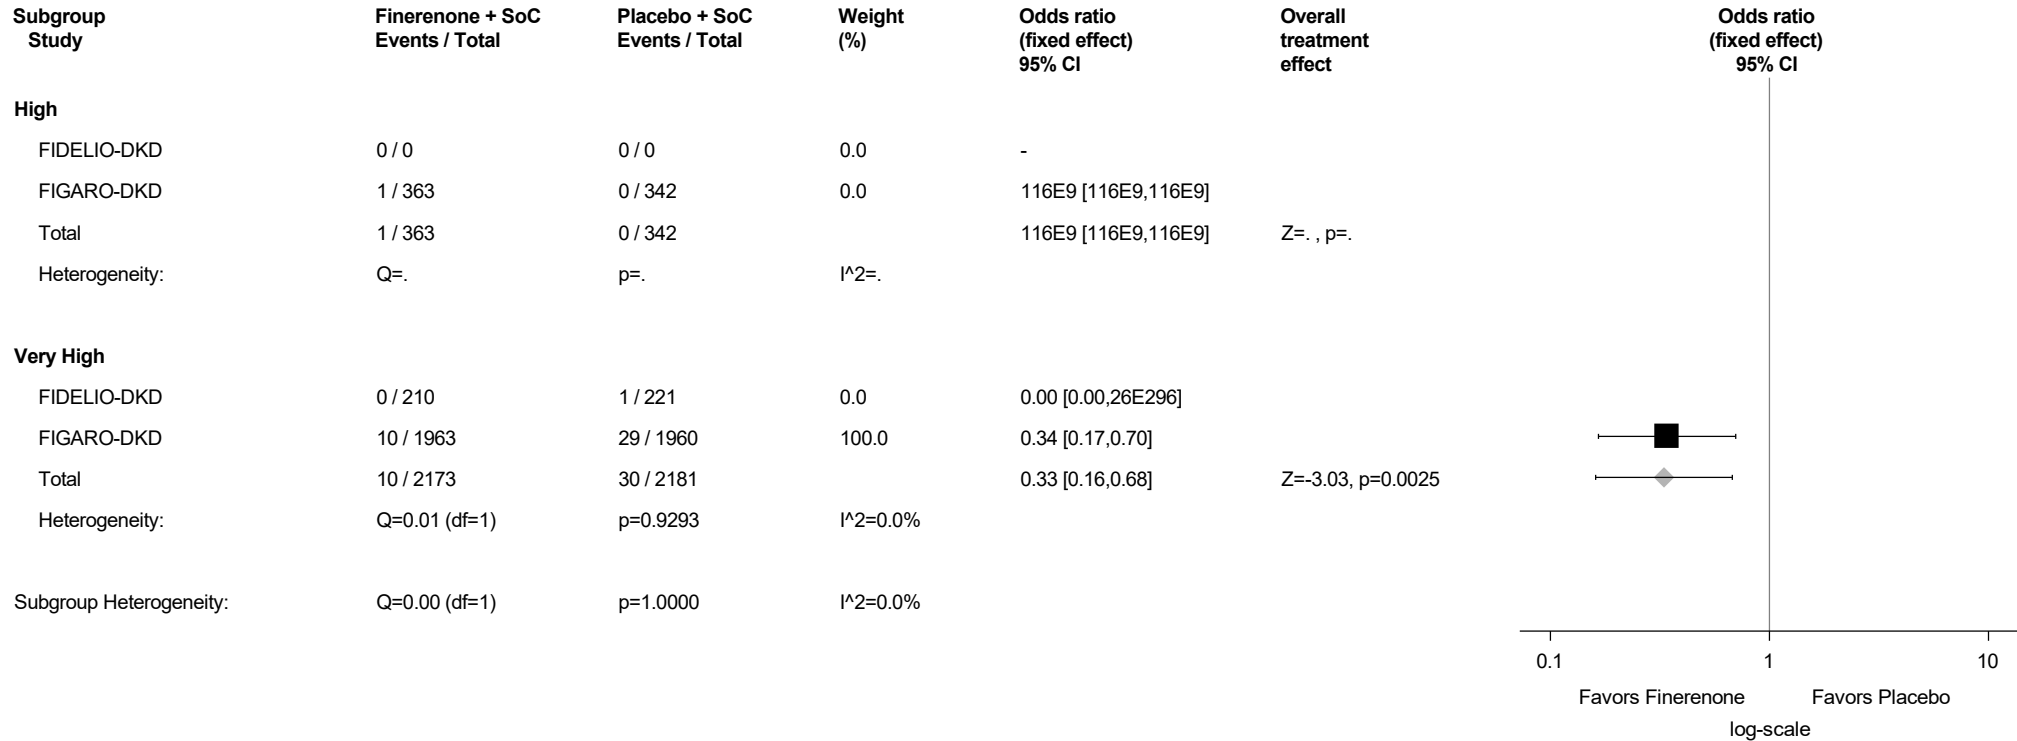 Subgroup Finerenone + SoC Placebo + SoC Weight Odds ratio Overall Odds ratio
Study Events / Total Events / Total (%) (fixed effect) treatment (fixed effect)
95% CI effect 95% CI
High
FIDELIO-DKD 0 / 0 0 / 0 0.0 -
FIGARO-DKD 1 / 363 0 / 342 0.0 116E9 [116E9,116E9]
Total 1 / 363 0 / 342 116E9 [116E9,116E9] Z=. , p=.
Heterogeneity: Q=. p=. I^2=.
Very High
FIDELIO-DKD 0 / 210 1 / 221 0.0 0.00 [0.00,26E296]
FIGARO-DKD 10 / 1963 29 / 1960 100.0 0.34 [0.17,0.70]
Total 10 / 2173 30 / 2181 0.33 [0.16,0.68] Z=-3.03, p=0.0025
Heterogeneity: Q=0.01 (df=1) p=0.9293 I^2=0.0%
Subgroup Heterogeneity: Q=0.00 (df=1) p=1.0000 I^2=0.0%
0.1 1 10
Favors Finerenone Favors Placebo
log-scale